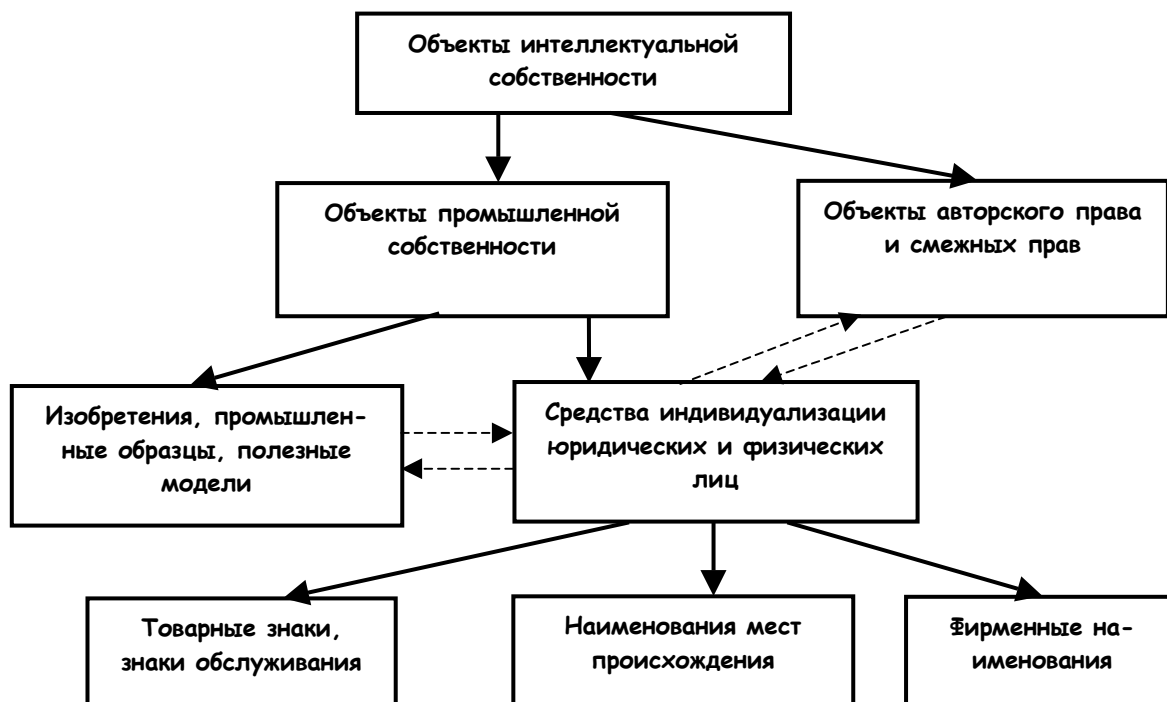 Объекты интеллектуальной
собственности
Объекты промышленной
собственности
Объекты авторского права
и смежных прав
Изобретения, промышлен-
ные образцы, полезные
модели
Средства индивидуализации
юридических и физических
лиц
Товарные знаки,
знаки обслуживания
Наименования мест
происхождения
Фирменные на-
именования